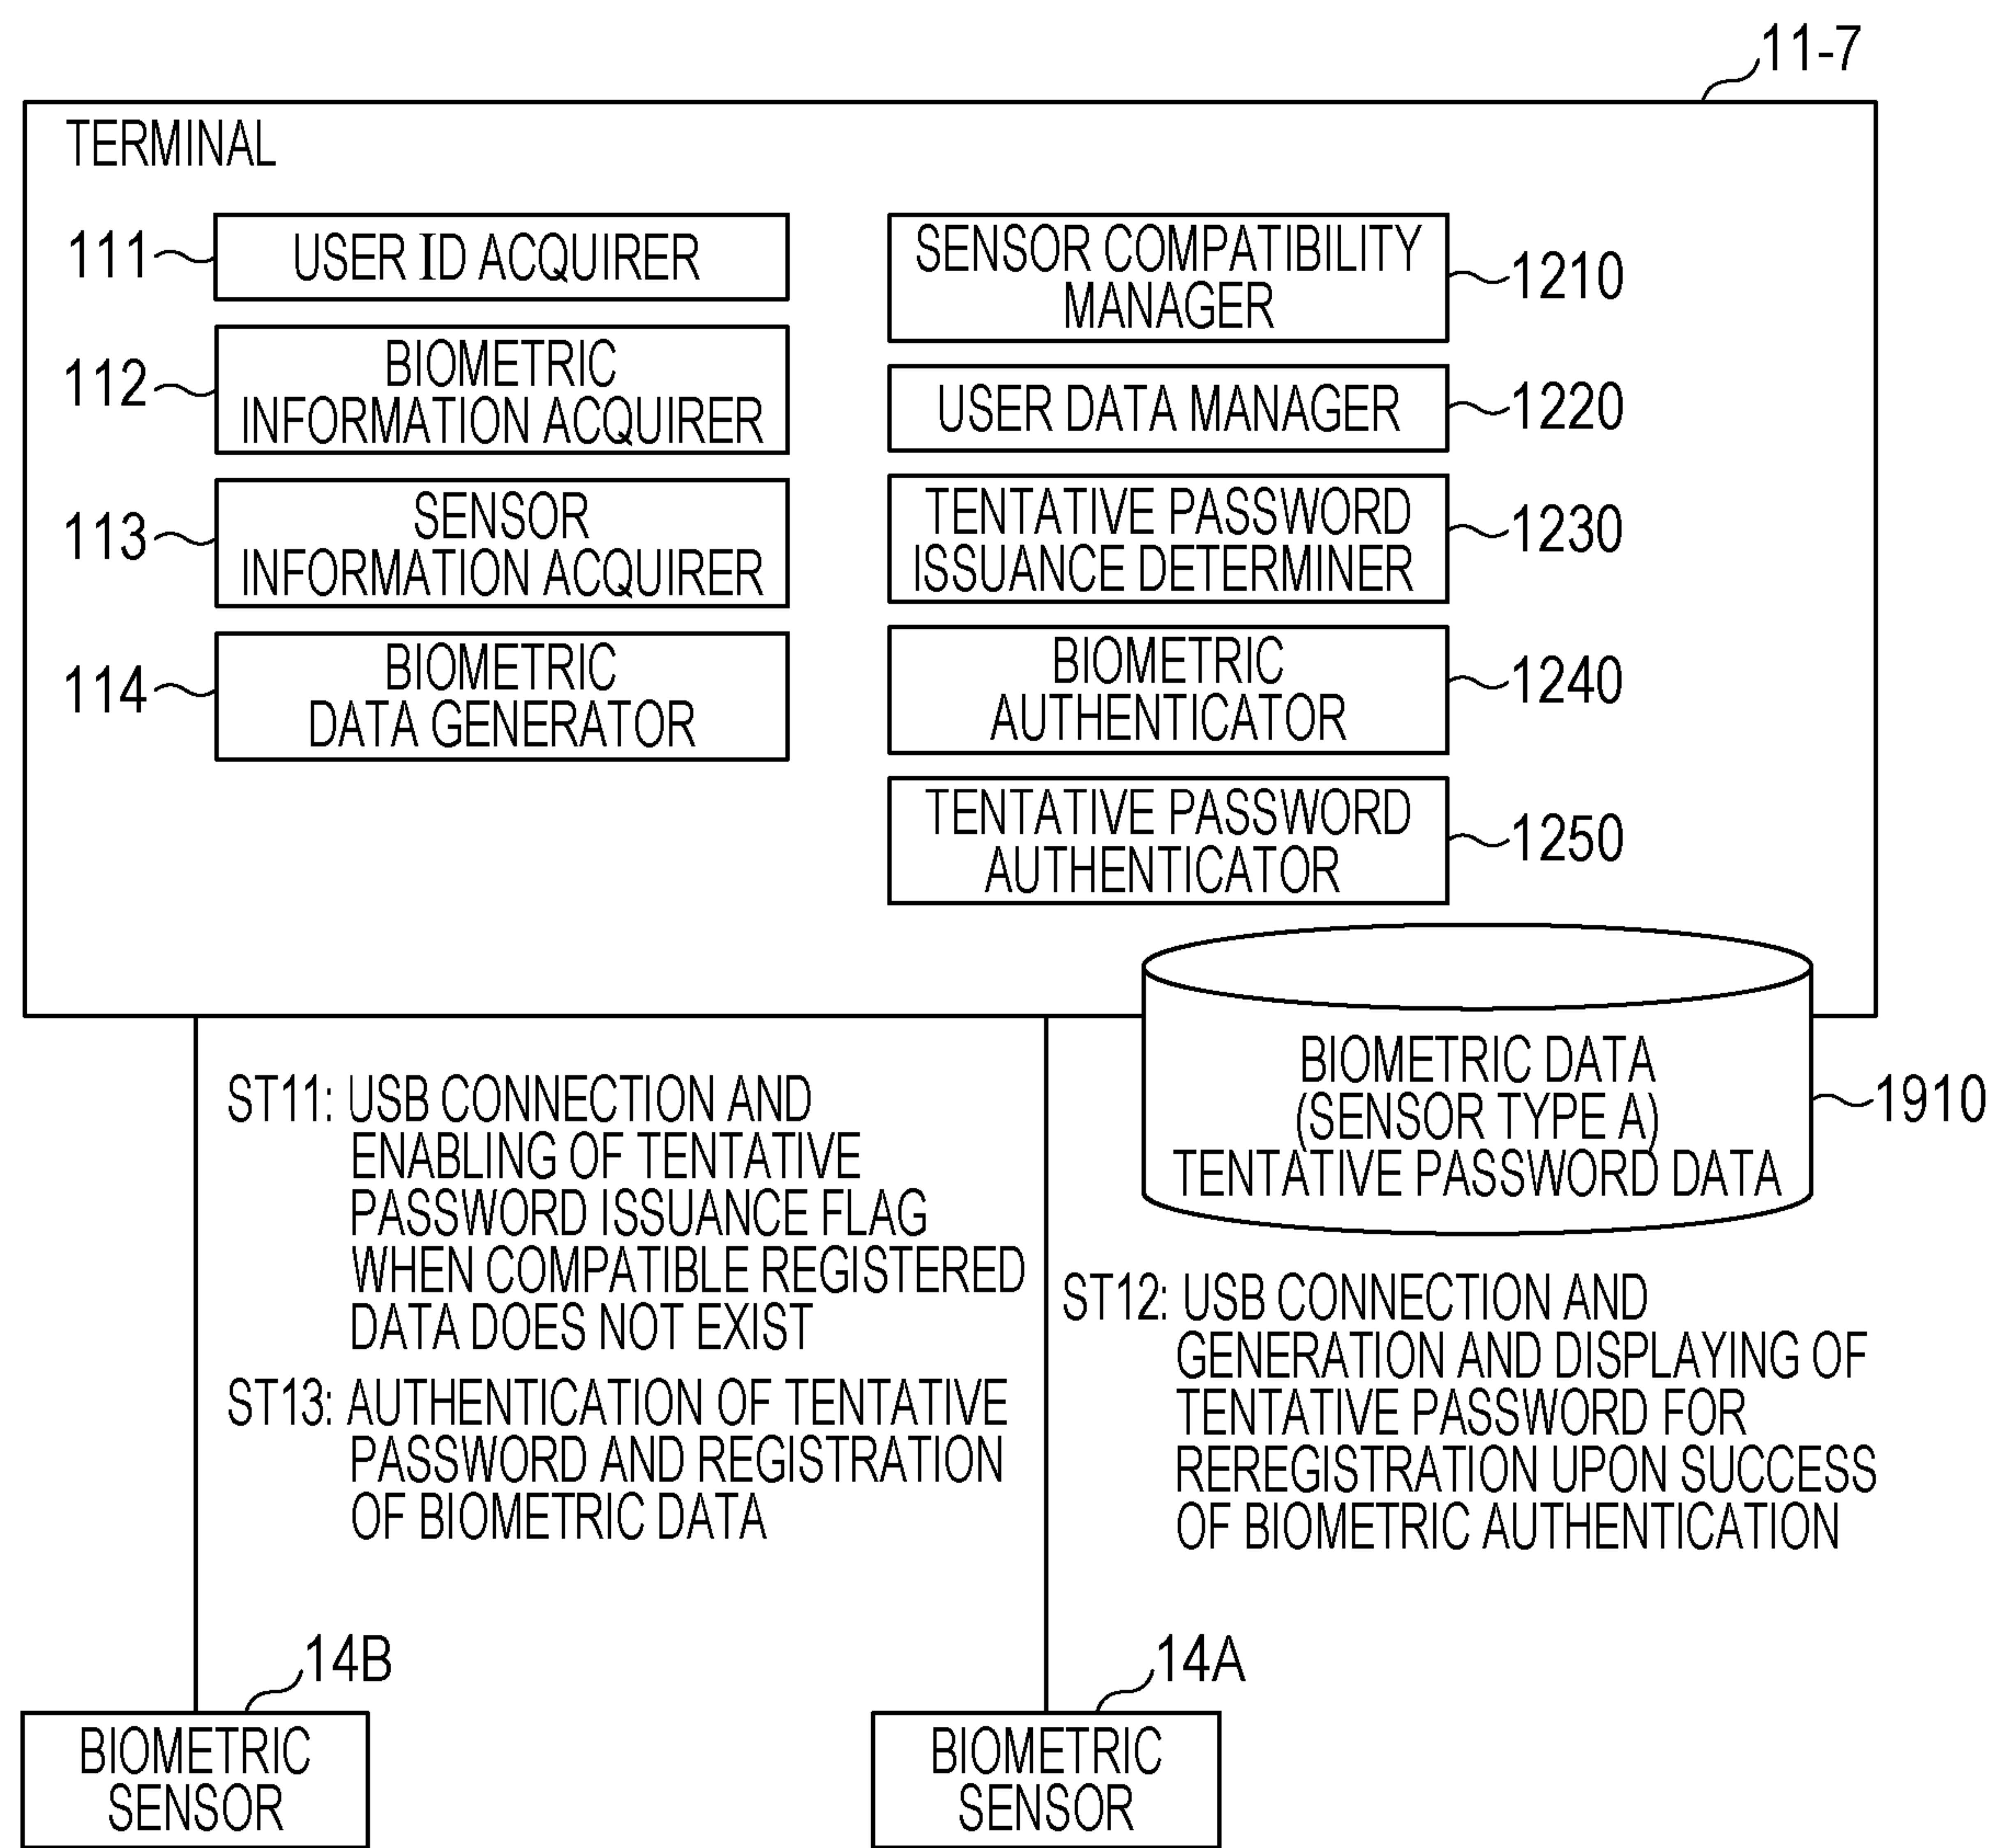 11-7
TERMINAL
111
USER ID ACQUIRER
112
BIOMETRIC
INFORMATION ACQUIRER
113
SENSOR
INFORMATION ACQUIRER
114
BIOMETRIC
DATA GENERATOR
SENSOR COMPATIBILITY
MANAGER
1210
USER DATA MANAGER
1220
TENTATIVE PASSWORD
ISSUANCE DETERMINER
1230
BIOMETRIC
AUTHENTICATOR
1240
TENTATIVE PASSWORD
AUTHENTICATOR
1250
BIOMETRIC DATA
(SENSOR TYPE A)
TENTATIVE PASSWORD DATA
1910
ST11: USB CONNECTION AND
ENABLING OF TENTATIVE
PASSWORD ISSUANCE FLAG
WHEN COMPATIBLE REGISTERED
DATA DOES NOT EXIST
ST13: AUTHENTICATION OF TENTATIVE
PASSWORD AND REGISTRATION
OF BIOMETRIC DATA
ST12: USB CONNECTION AND
GENERATION AND DISPLAYING OF
TENTATIVE PASSWORD FOR
REREGISTRATION UPON SUCCESS
OF BIOMETRIC AUTHENTICATION
14B
BIOMETRIC
SENSOR
14A
BIOMETRIC
SENSOR